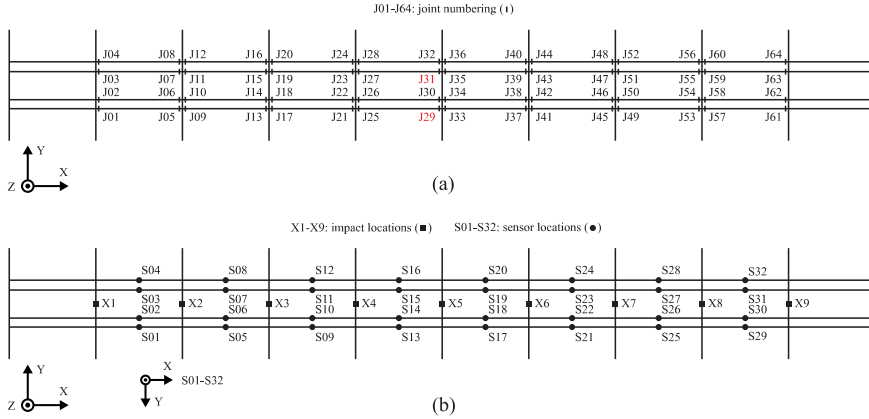 J01-J64: joint numbering ( )
J04 J08 J12 J16 J20 J24 J28 J32 J36 J40 J44 J48 J52 J56 J60 J64
J03 J07 J11 J15 J19 J23 J27 J31 J35 J39 J43 J47 J51 J55 J59 J63
J02 J06 J10 J14 J18 J22 J26 J30 J34 J38 J42 J46 J50 J54 J58 J62
J01 J05 J09 J13 J17 J21 J25 J29 J33 J37 J41 J45 J49 J53 J57 J61
Y
X
Z
(a)
X1-X9: impact locations (■) S01-S32: sensor locations (●)
S04 S08 S12 S16 S20 S24 S28 S32
X1 X2 X3 X4 X5 X6 X7 X8 X9
S03 S07 S11 S15 S19 S23 S27 S31
S02 S06 S10 S14 S18 S22 S26 S30
S01 S05 S09 S13 S17 S21 S25 S29
Y
X
Z
X
Y
S01-S32
(b)